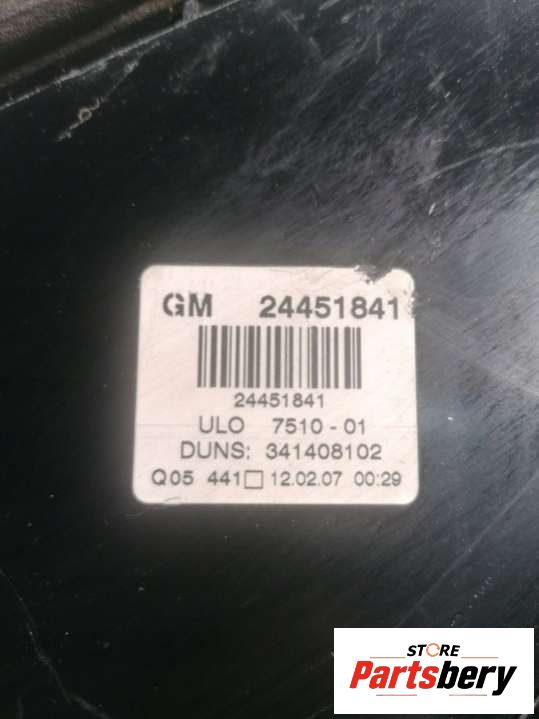 GM 24451841
24451841
ULO 7510-01
DUNS: 341408102
Q05 441□ 12.02.07 00:29
STORE
Partsbery